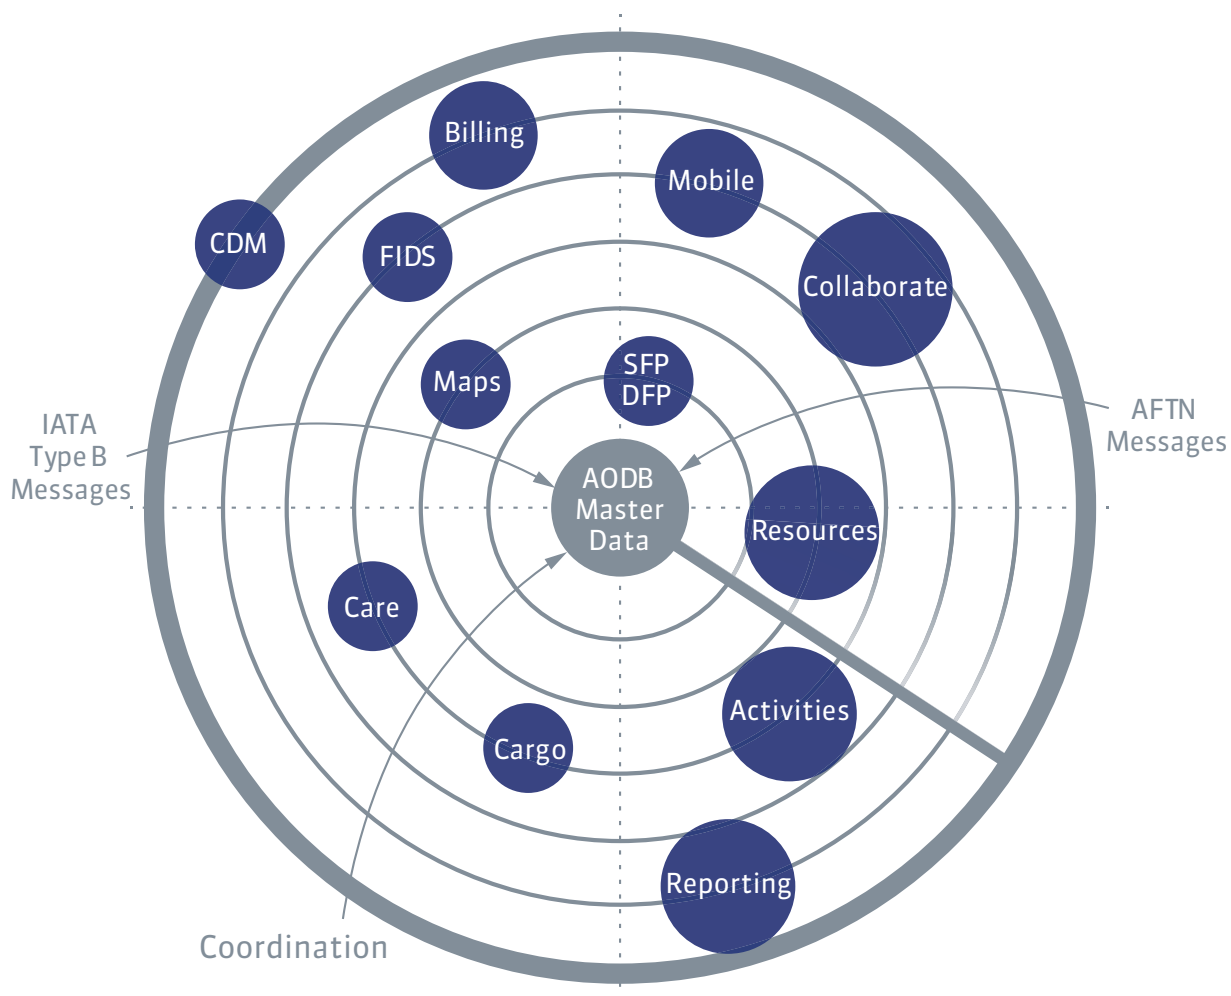 Billing
Mobile
CDM
FIDS
Collaborate
Maps
SFP
DFP
IATA
Type B
Messages
AFTN
Messages
AODB
Master
Data
Resources
Care
Activities
Cargo
Reporting
Coordination